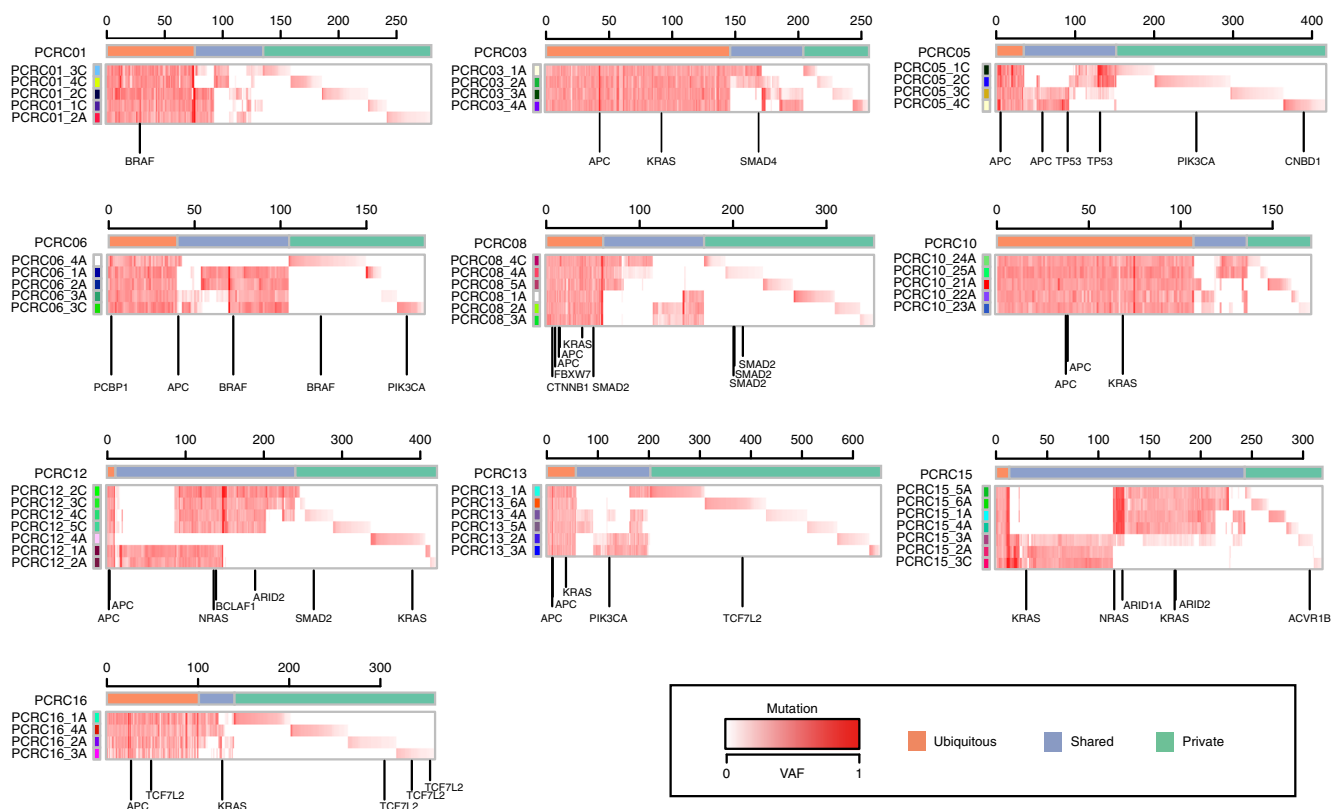 0 50 100 150 200 250
PCRC01
PCRC01_3C
PCRC01_4C
PCRC01_2C
PCRC01_1C
PCRC01_2A
BRAF
0 50 100 150 200 250
PCRC03
PCRC03_1A
PCRC03_2A
PCRC03_3A
PCRC03_4A
APC KRAS SMAD4
0 100 200 300 400
PCRC05
PCRC05_1C
PCRC05_2C
PCRC05_3C
PCRC05_4C
APC APC TP53 TP53 PIK3CA CNBD1
0 50 100 150
PCRC06
PCRC06_4A
PCRC06_1A
PCRC06_2A
PCRC06_3A
PCRC06_3C
PCBP1 APC BRAF BRAF PIK3CA
0 100 200 300
PCRC08
PCRC08_4C
PCRC08_4A
PCRC08_5A
PCRC08_1A
PCRC08_2A
PCRC08_3A
KRAS
APC
APC SMAD2
FBXW7 SMAD2
CTNNB1 SMAD2 SMAD2
0 50 100 150
PCRC10
PCRC10_24A
PCRC10_25A
PCRC10_21A
PCRC10_22A
PCRC10_23A
APC
APC KRAS
0 100 200 300 400
PCRC12
PCRC12_2C
PCRC12_3C
PCRC12_4C
PCRC12_5C
PCRC12_4A
PCRC12_1A
PCRC12_2A
ARID2
APC BCLAF1
APC NRAS SMAD2 KRAS
0 100 200 300 400 500 600
PCRC13
PCRC13_1A
PCRC13_6A
PCRC13_4A
PCRC13_5A
PCRC13_2A
PCRC13_3A
KRAS
APC
APC PIK3CA TCF7L2
0 50 100 150 200 250 300
PCRC15
PCRC15_5A
PCRC15_6A
PCRC15_1A
PCRC15_4A
PCRC15_3A
PCRC15_2A
PCRC15_3C
ARID1A ARID2
KRAS NRAS KRAS ACVR1B
0 100 200 300
PCRC16
PCRC16_1A
PCRC16_4A
PCRC16_2A
PCRC16_3A
TCF7L2
TCF7L2 TCF7L2
APC KRAS TCF7L2
Mutation
0 VAF 1
Ubiquitous
Shared
Private